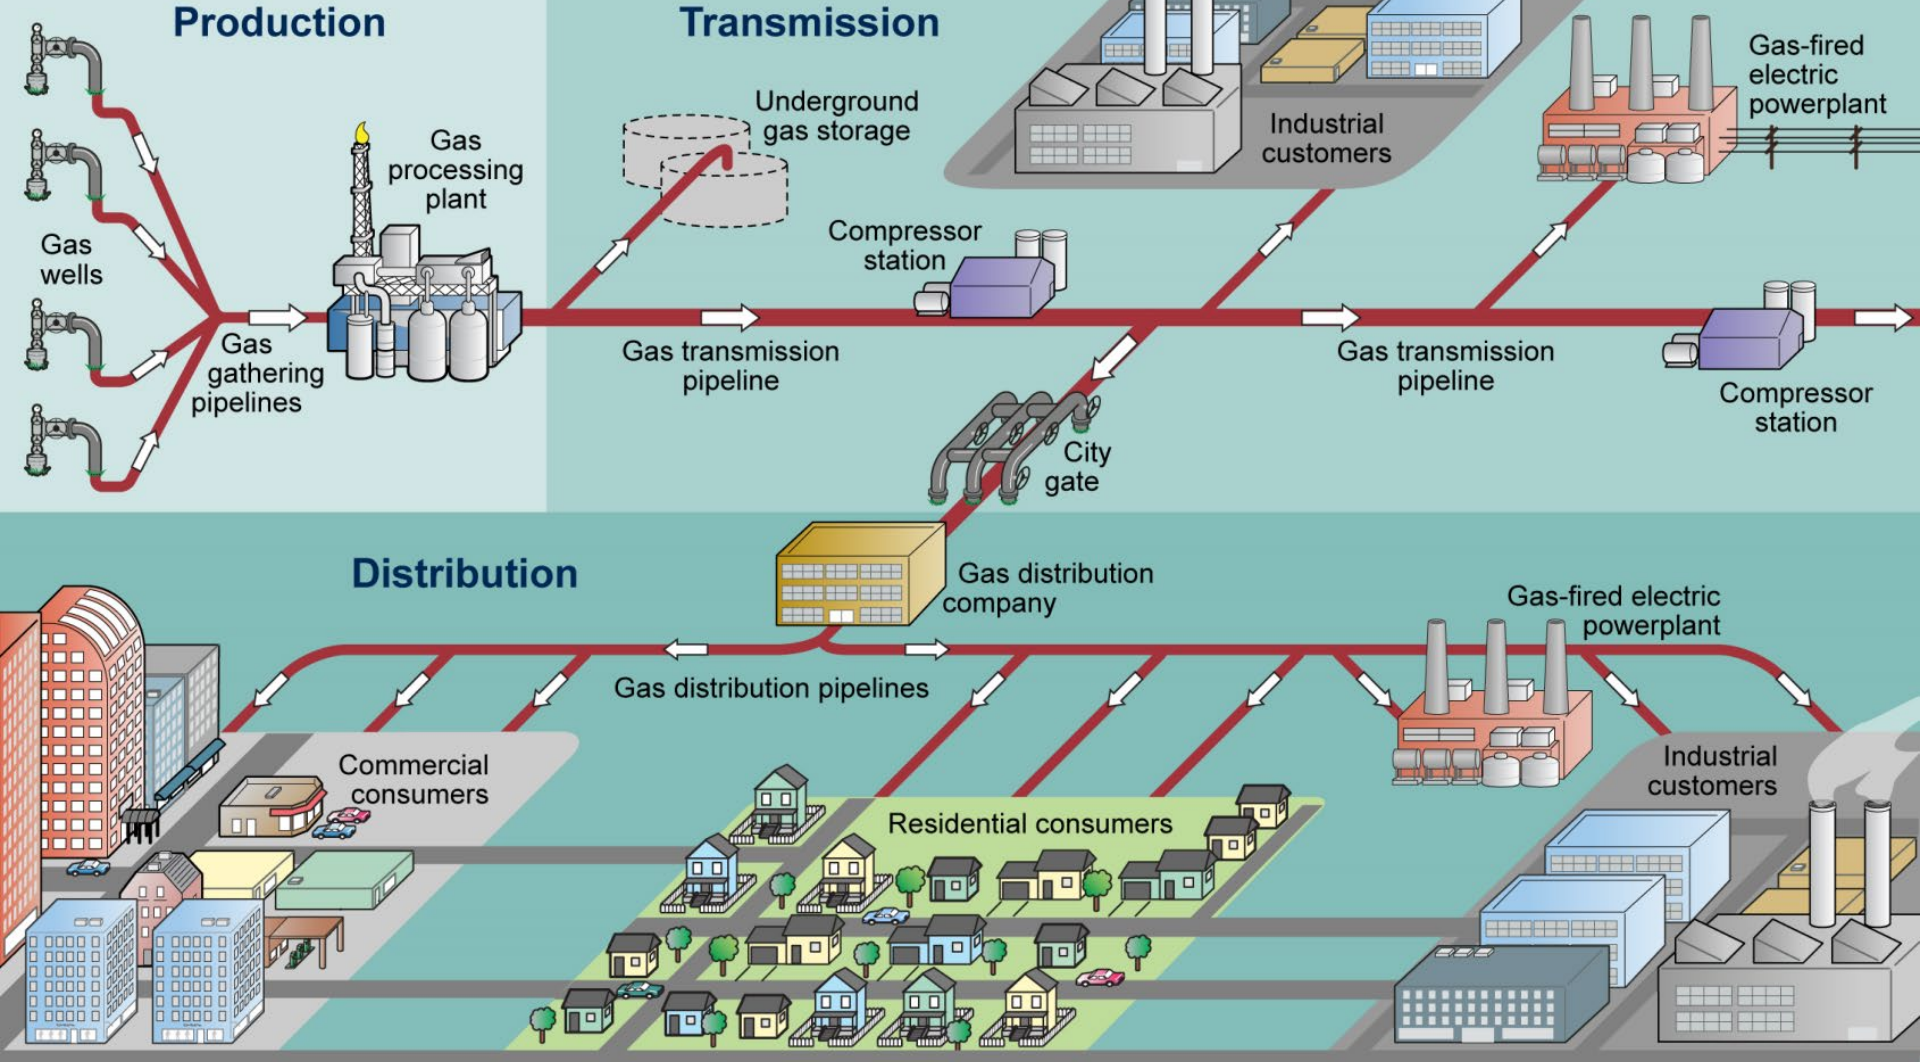 Production
Transmission
Gas
wells
Gas
processing
plant
Gas
gathering
pipelines
Underground
gas storage
Compressor
station
Industrial
customers
Gas-fired
electric
powerplant
Gas transmission
pipeline
Gas transmission
pipeline
Compressor
station
City
gate
Distribution
Gas distribution
company
Gas distribution pipelines
Gas-fired electric
powerplant
Commercial
consumers
Residential consumers
Industrial
customers